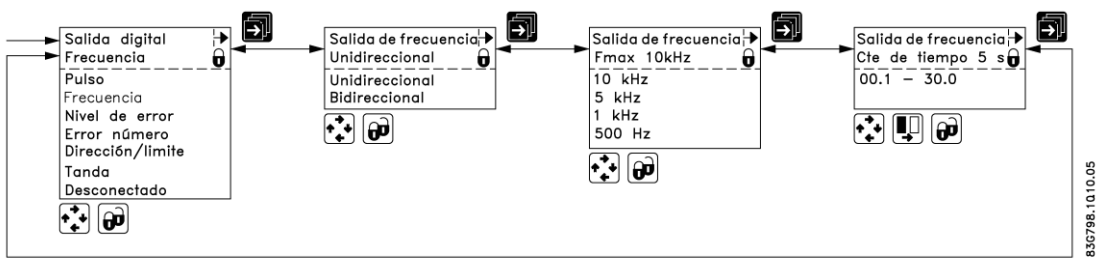 Salida digital
Frecuencia
Pulso
Frecuencia
Nivel de error
Error número
Dirección/limite
Tanda
Desconectado
Salida de frecuencia
Unidireccional
Unidireccional
Bidireccional
Salida de frecuencia
Fmax 10kHz
10 kHz
5 kHz
1 kHz
500 Hz
Salida de frecuencia
Cte de tiempo 5 s
00.1 – 30.0
83G798.1Q10.05